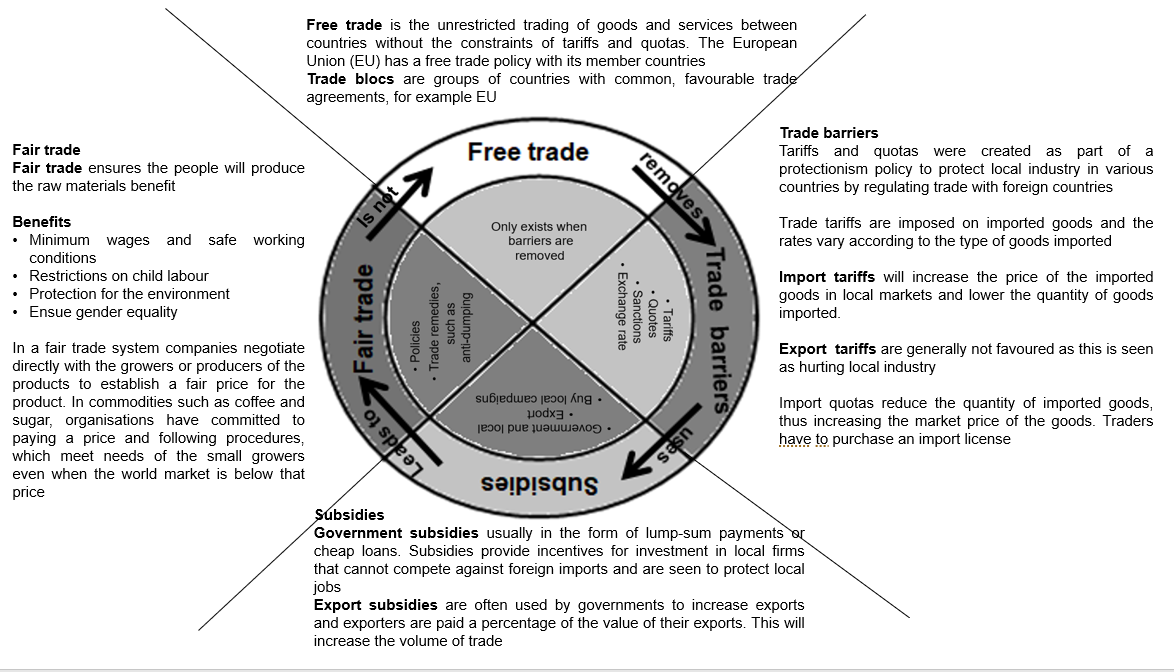 Free trade is the unrestricted trading of goods and services between
countries without the constraints of tariffs and quotas. The European
Union (EU) has a free trade policy with its member countries
Trade blocs are groups of countries with common, favourable trade
agreements, for example EU
Fair trade
Fair trade ensures the people will produce
the raw materials benefit
Benefits
• Minimum wages and safe working
conditions
• Restrictions on child labour
• Protection for the environment
• Ensue gender equality
In a fair trade system companies negotiate
directly with the growers or producers of the
products to establish a fair price for the
product. In commodities such as coffee and
sugar, organisations have committed to
paying a price and following procedures,
which meet needs of the small growers
even when the world market is below that
price
Free trade
removes
Trade barriers
uses
Subsidies
Leads to
Fair trade
Is not
Only exists when
barriers are
removed
• Tariffs
• Quotes
• Sanctions
• Exchange rate
• Government and local
• Export
• Buy local campaigns
• Policies
• Trade remedies,
such as
anti-dumping
Trade barriers
Tariffs and quotas were created as part of a
protectionism policy to protect local industry in various
countries by regulating trade with foreign countries
Trade tariffs are imposed on imported goods and the
rates vary according to the type of goods imported
Import tariffs will increase the price of the imported
goods in local markets and lower the quantity of goods
imported.
Export tariffs are generally not favoured as this is seen
as hurting local industry
Import quotas reduce the quantity of imported goods,
thus increasing the market price of the goods. Traders
have to purchase an import license
Subsidies
Government subsidies usually in the form of lump-sum payments or
cheap loans. Subsidies provide incentives for investment in local firms
that cannot compete against foreign imports and are seen to protect local
jobs
Export subsidies are often used by governments to increase exports
and exporters are paid a percentage of the value of their exports. This will
increase the volume of trade